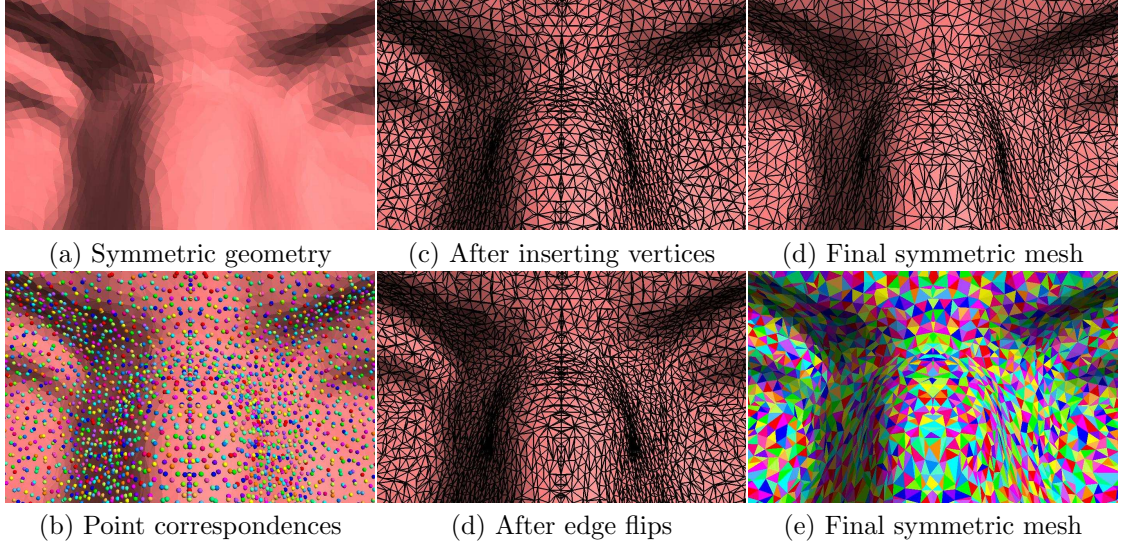 (a) Symmetric geometry
(c) After inserting vertices
(d) Final symmetric mesh
(b) Point correspondences
(d) After edge flips
(e) Final symmetric mesh